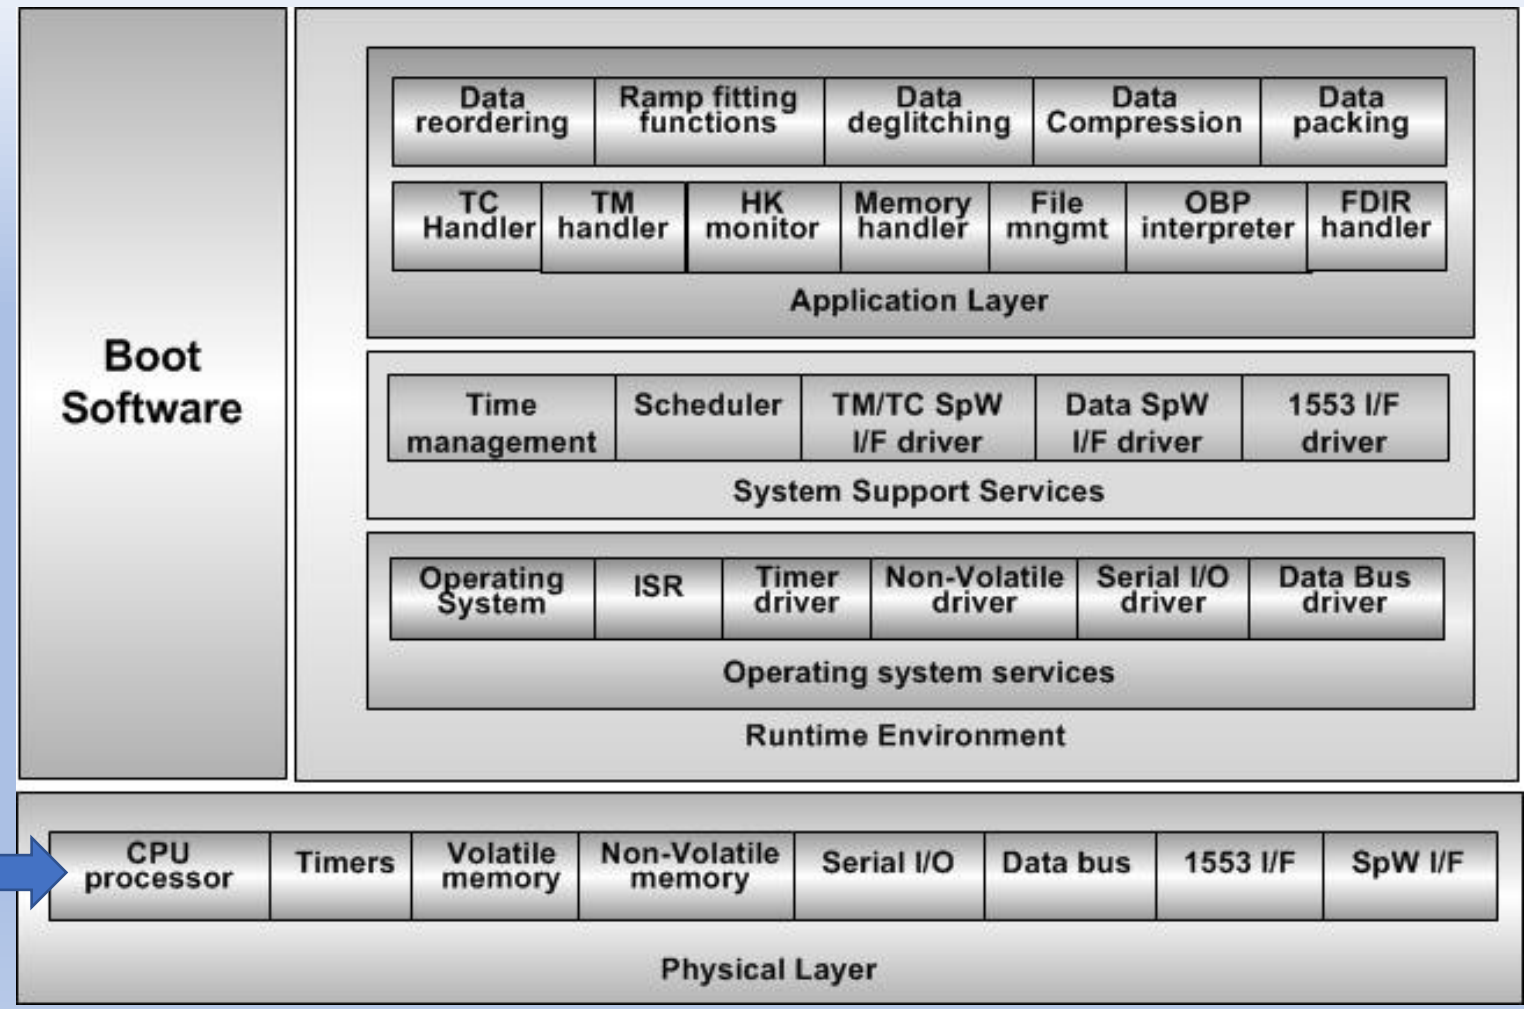 Boot
Software
Data
reordering
Ramp fitting
functions
Data
deglitching
Data
Compression
Data
packing
TC
Handler
TM
handler
HK
monitor
Memory
handler
File
mngmt
OBP
interpreter
FDIR
handler
Application Layer
Time
management
Scheduler
TM/TC SpW
I/F driver
Data SpW
I/F driver
1553 I/F
driver
System Support Services
Operating
System
ISR
Timer
driver
Non-Volatile
driver
Serial I/O
driver
Data Bus
driver
Operating system services
Runtime Environment
CPU
processor
Timers
Volatile
memory
Non-Volatile
memory
Serial I/O
Data bus
1553 I/F
SpW I/F
Physical Layer